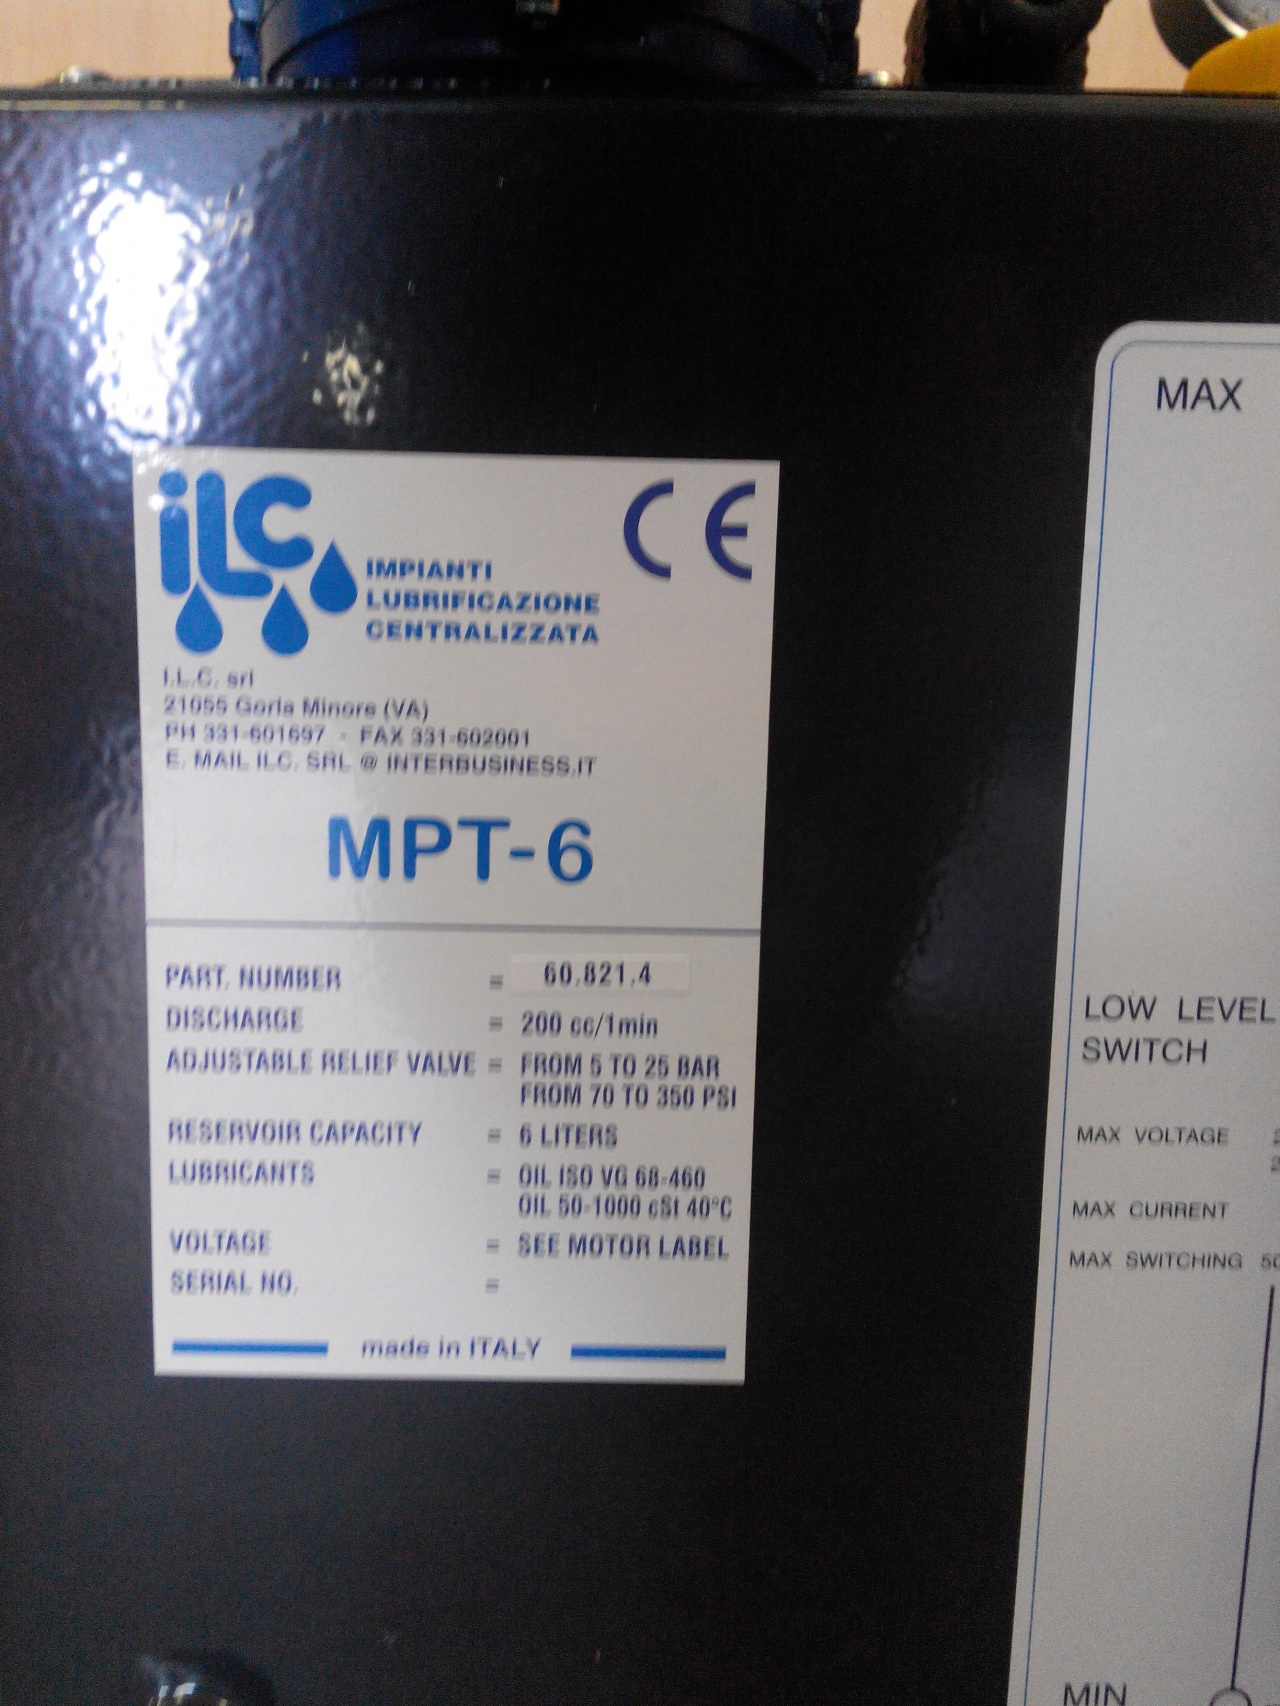 iLC
IMPIANTI
LUBRIFICAZIONE
CENTRALIZZATA
CE
I.L.C. srl
21055 Gorla Minore (VA)
PH 331-601697 - FAX 331-602001
E. MAIL ILC. SRL @ INTERBUSINESS.IT
MPT-6
PART. NUMBER = 60.821.4
DISCHARGE = 200 cc/1min
ADJUSTABLE RELIEF VALVE = FROM 5 TO 25 BAR
FROM 70 TO 350 PSI
RESERVOIR CAPACITY = 6 LITERS
LUBRICANTS = OIL ISO VG 68-460
OIL 50-1000 cSt 40°C
VOLTAGE = SEE MOTOR LABEL
SERIAL NO. =
made in ITALY
MAX
LOW LEVEL
SWITCH
MAX VOLTAGE
MAX CURRENT
MAX SWITCHING 50
MIN